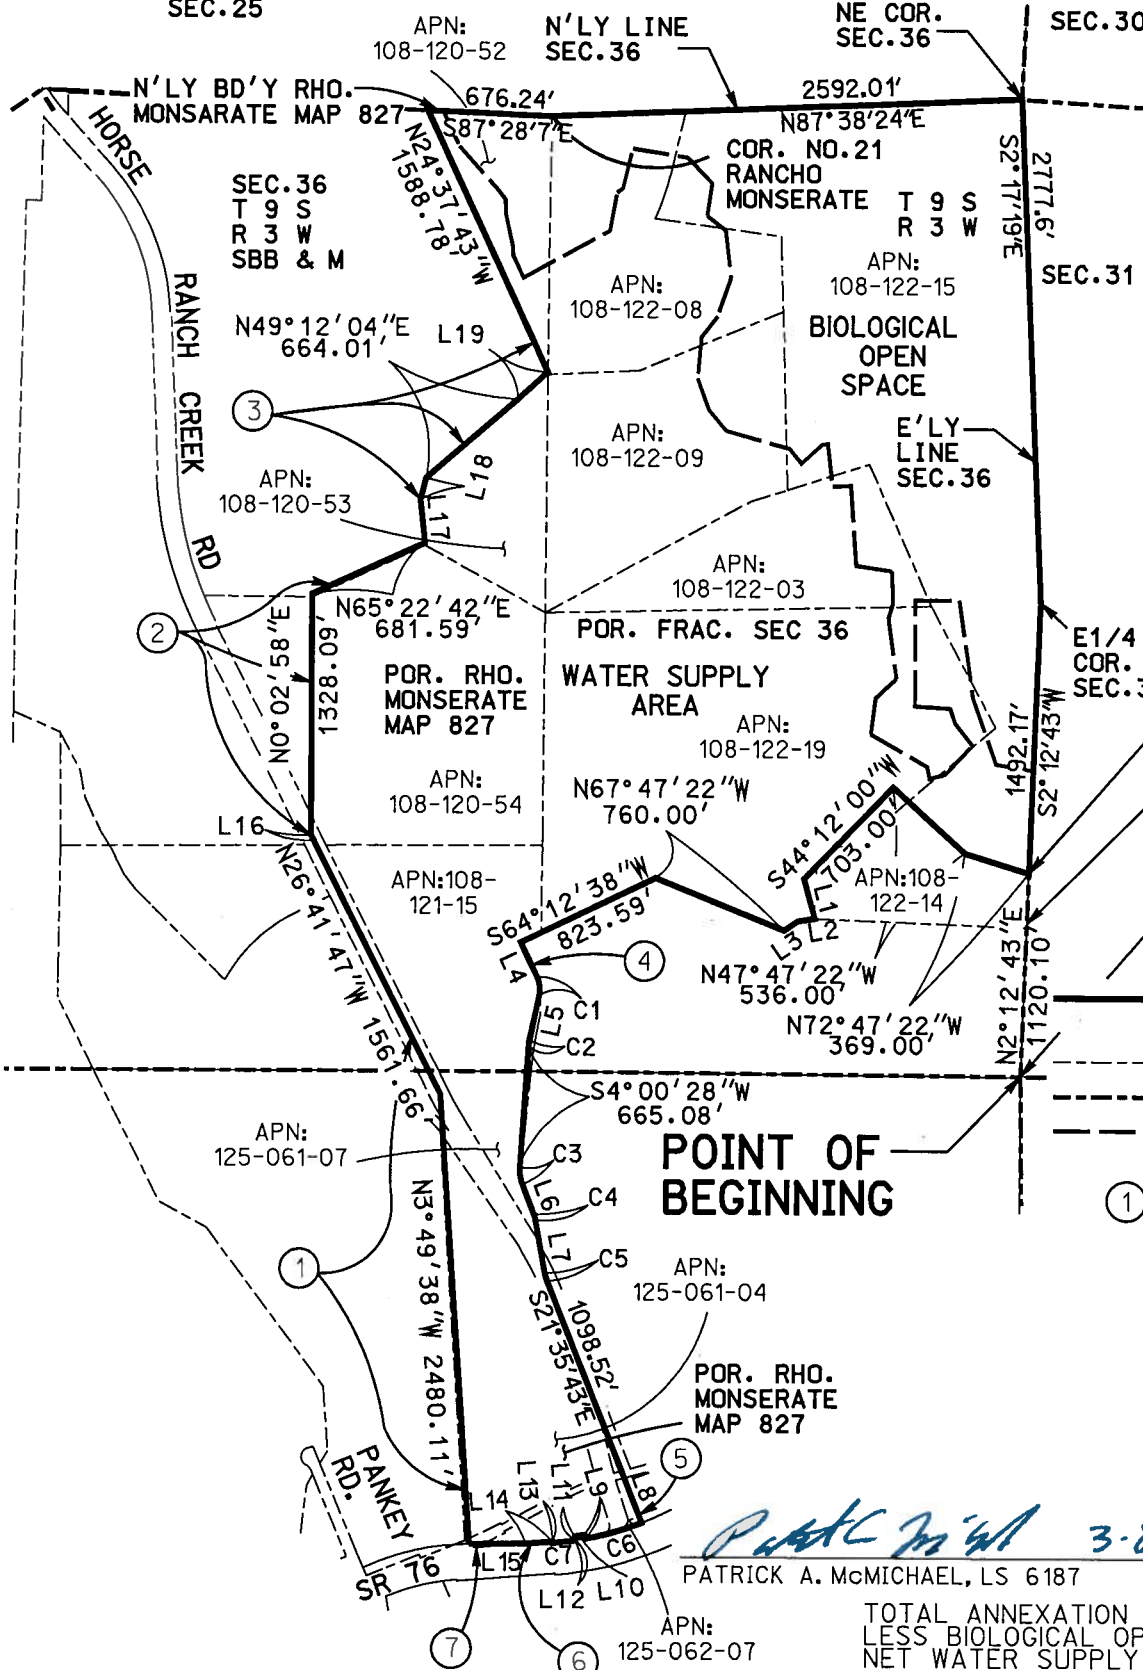 SEC.25
APN:
108-120-52
N'LY LINE
SEC.36
NE COR.
SEC.36
SEC.30
N'LY BD'Y RHO.
MONSARATE MAP 827
676.24'
S87°28'7"E
2592.01'
N87°38'24"E
HORSE
RANCH CREEK
RD
SEC.36
T 9 S
R 3 W
SBB & M
N24°37'43"W
1588.78'
COR. NO.21
RANCHO
MONSERATE
T 9 S
R 3 W
S2°17'19"E
2777.6'
SEC.31
APN:
108-122-08
APN:
108-122-15
BIOLOGICAL
OPEN
SPACE
N49°12'04"E
664.01'
L19
3
APN:
108-122-09
E'LY
LINE
SEC.36
L18
APN:
108-120-53
L17
APN:
108-122-03
2
N65°22'42"E
681.59'
POR. FRAC. SEC 36
E1/4
COR.
N0°02'58"E
1328.09'
POR. RHO.
MONSERATE
MAP 827
WATER SUPPLY
AREA
APN:
108-122-19
1492.17'
S2°12'43"W
APN:
108-120-54
N67°47'22"W
760.00'
S44°12'00"W
703.00'
L16
N26°41'47"W 1561.66'
APN:108-
121-15
S64°12'38"W
823.59'
APN:108-
122-14
L1
L2
L3
L4
4
N47°47'22"W
536.00'
N2°12'43"E
1120.10'
C1
L5
C2
N72°47'22"W
369.00'
S4°00'28"W
665.08'
APN:
125-061-07
POINT OF
BEGINNING
C3
L6
C4
1
N3°49'38"W 2480.11'
L7
C5
1
APN:
125-061-04
S21°35'43"E
1098.52'
POR. RHO.
MONSERATE
MAP 827
PANKEY
RD.
5
L14
L13
L11
L9
L8
SR 76
L15
C7
C6
L12
L10
PATRICK A. McMICHAEL, LS 6187
7
6
APN:
125-062-07
TOTAL ANNEXATION
LESS BIOLOGICAL OP
NET WATER SUPPLY